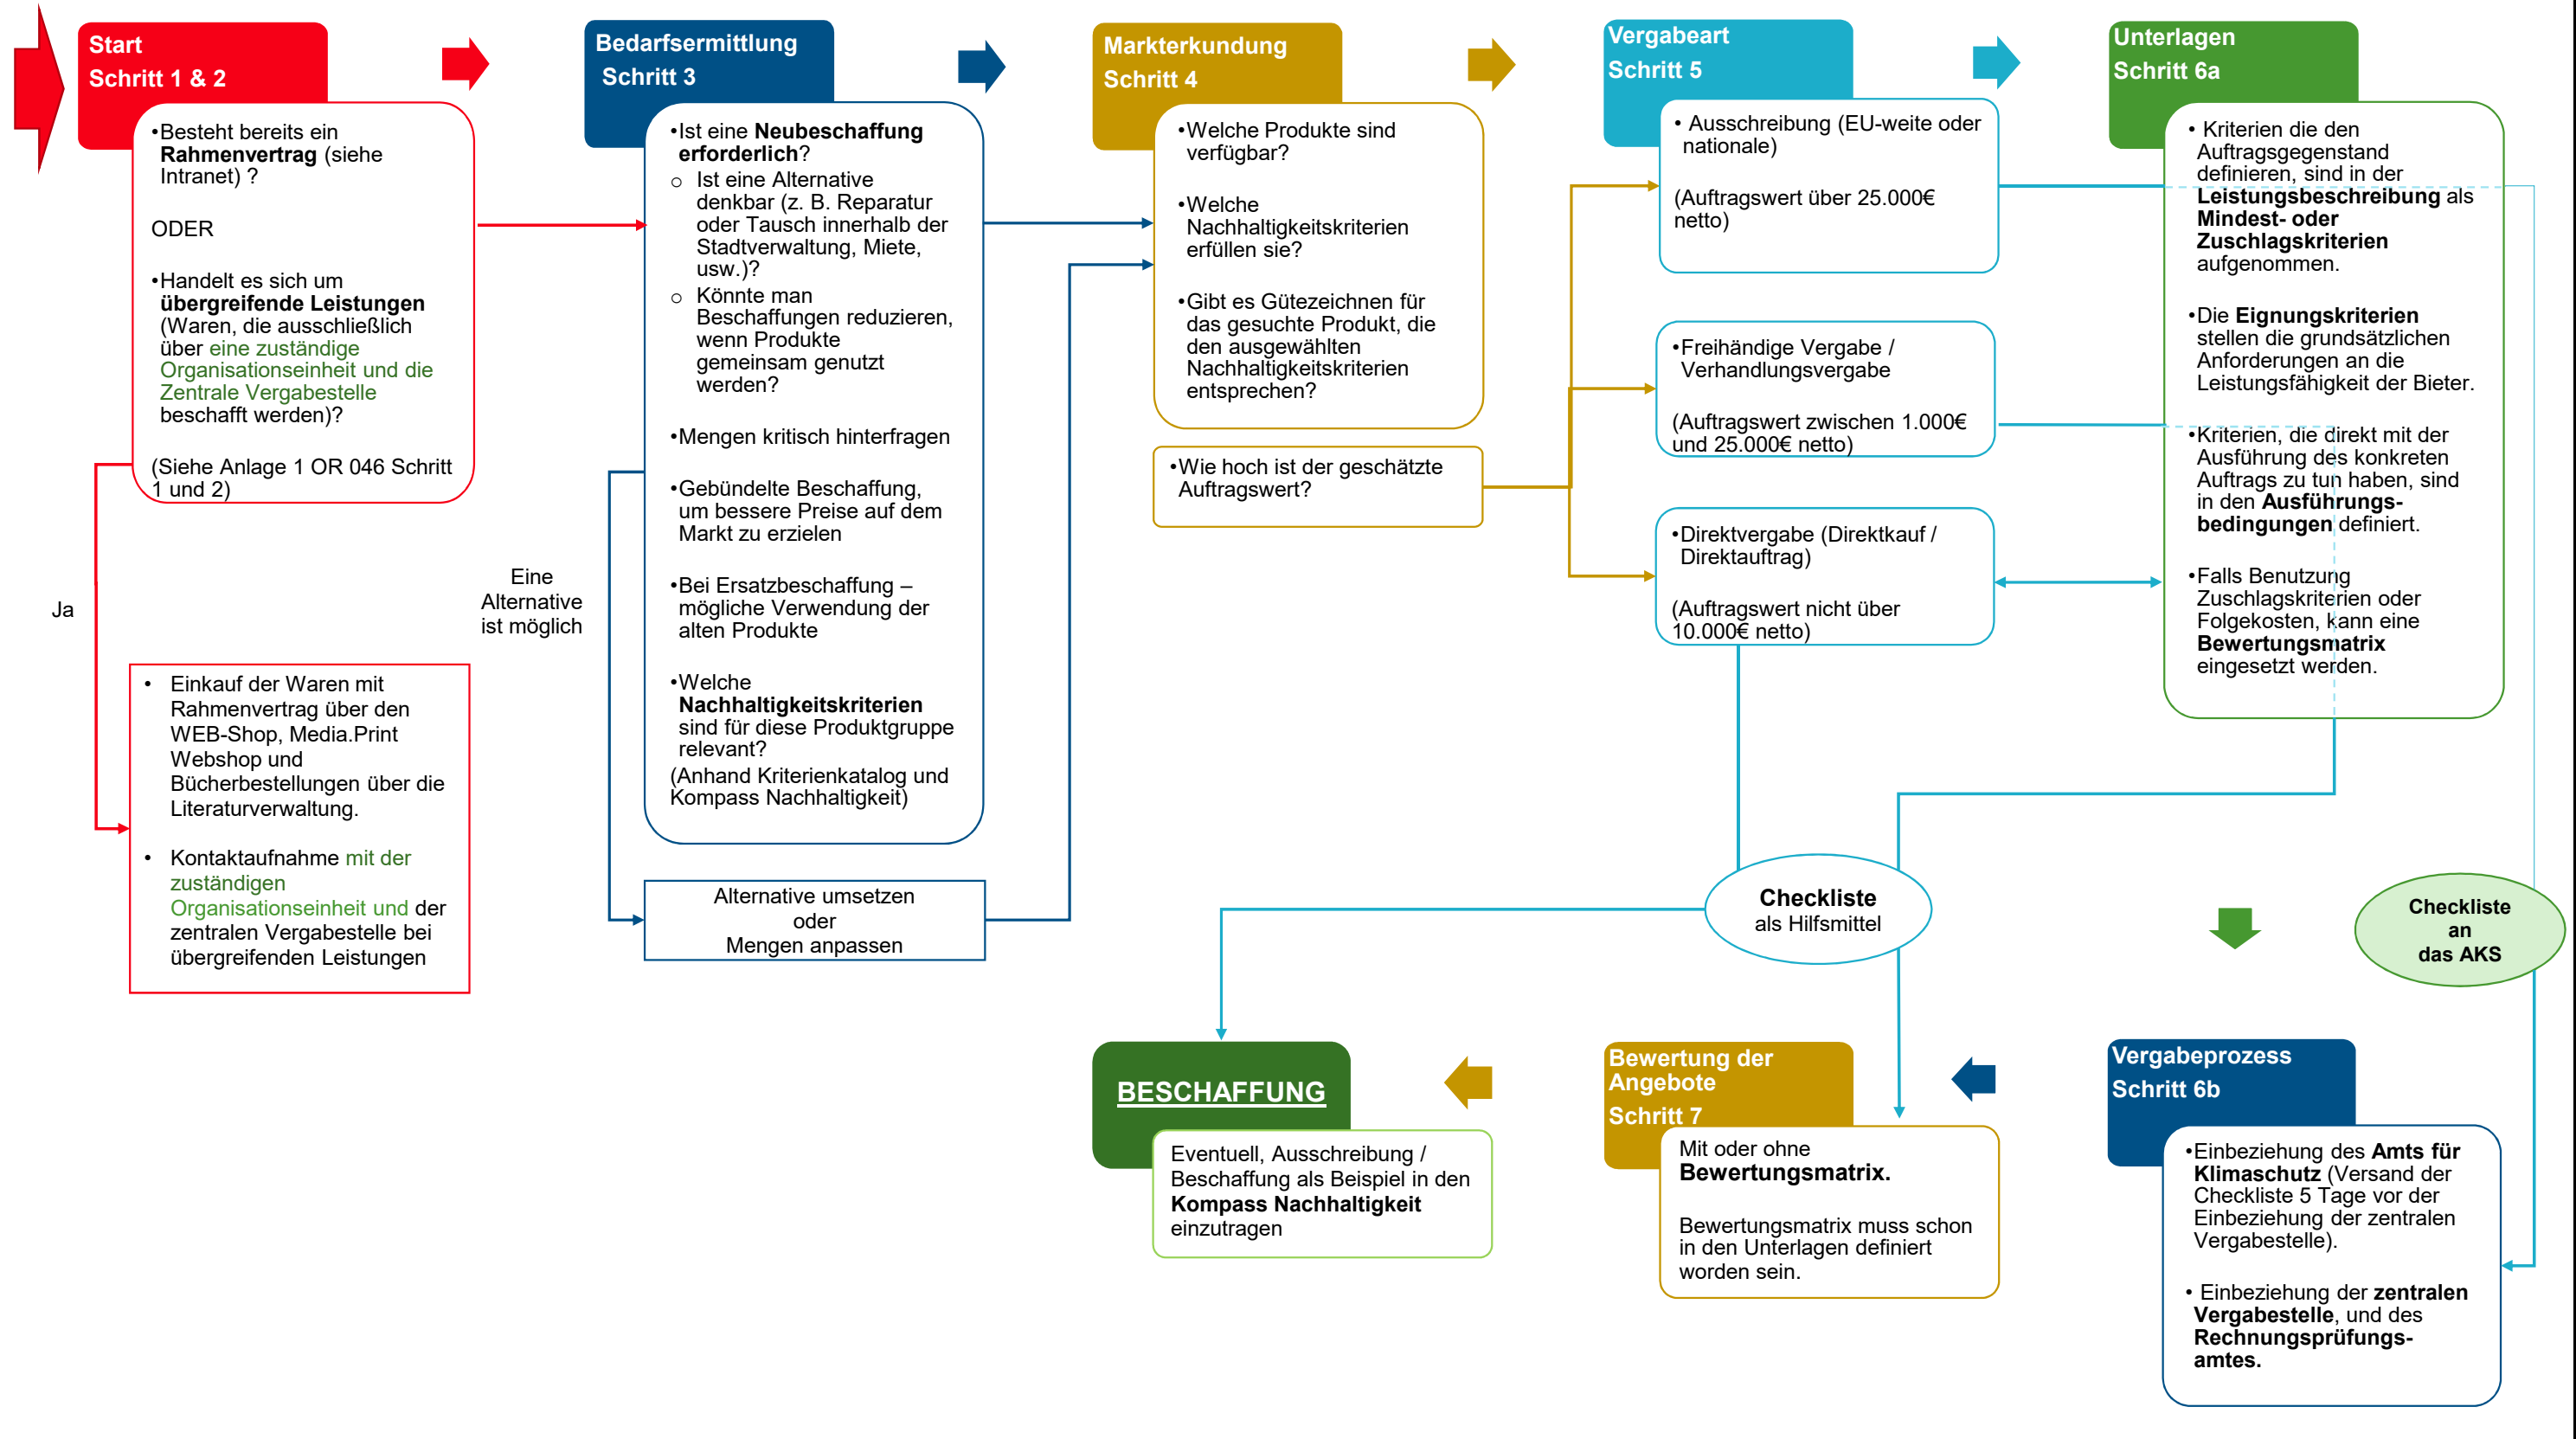 Start
Schritt 1 & 2
•Besteht bereits ein
Rahmenvertrag (siehe
Intranet) ?
ODER
•Handelt es sich um
übergreifende Leistungen
(Waren, die ausschließlich
über eine zuständige
Organisationseinheit und die
Zentrale Vergabestelle
beschafft werden)?
(Siehe Anlage 1 OR 046 Schritt
1 und 2)
Ja
• Einkauf der Waren mit
Rahmenvertrag über den
WEB-Shop, Media.Print
Webshop und
Bücherbestellungen über die
Literaturverwaltung.
• Kontaktaufnahme mit der
zuständigen
Organisationseinheit und der
zentralen Vergabestelle bei
übergreifenden Leistungen
Bedarfsermittlung
Schritt 3
•Ist eine Neubeschaffung
erforderlich?
○ Ist eine Alternative
denkbar (z. B. Reparatur
oder Tausch innerhalb der
Stadtverwaltung, Miete,
usw.)?
○ Könnte man
Beschaffungen reduzieren,
wenn Produkte
gemeinsam genutzt
werden?
•Mengen kritisch hinterfragen
•Gebündelte Beschaffung,
um bessere Preise auf dem
Markt zu erzielen
•Bei Ersatzbeschaffung –
mögliche Verwendung der
alten Produkte
•Welche
Nachhaltigkeitskriterien
sind für diese Produktgruppe
relevant?
(Anhand Kriterienkatalog und
Kompass Nachhaltigkeit)
Eine
Alternative
ist möglich
Alternative umsetzen
oder
Mengen anpassen
Markterkundung
Schritt 4
•Welche Produkte sind
verfügbar?
•Welche
Nachhaltigkeitskriterien
erfüllen sie?
•Gibt es Gütezeichnen für
das gesuchte Produkt, die
den ausgewählten
Nachhaltigkeitskriterien
entsprechen?
•Wie hoch ist der geschätzte
Auftragswert?
Vergabeart
Schritt 5
• Ausschreibung (EU-weite oder
nationale)
(Auftragswert über 25.000€
netto)
•Freihändige Vergabe /
Verhandlungsvergabe
(Auftragswert zwischen 1.000€
und 25.000€ netto)
•Direktvergabe (Direktkauf /
Direktauftrag)
(Auftragswert nicht über
10.000€ netto)
Unterlagen
Schritt 6a
• Kriterien die den
Auftragsgegenstand
definieren, sind in der
Leistungsbeschreibung als
Mindest- oder
Zuschlagskriterien
aufgenommen.
•Die Eignungskriterien
stellen die grundsätzlichen
Anforderungen an die
Leistungsfähigkeit der Bieter.
•Kriterien, die direkt mit der
Ausführung des konkreten
Auftrags zu tun haben, sind
in den Ausführungs-
bedingungen definiert.
•Falls Benutzung
Zuschlagskriterien oder
Folgekosten, kann eine
Bewertungsmatrix
eingesetzt werden.
Checkliste
als Hilfsmittel
Checkliste
an
das AKS
BESCHAFFUNG
Eventuell, Ausschreibung /
Beschaffung als Beispiel in den
Kompass Nachhaltigkeit
einzutragen
Bewertung der
Angebote
Schritt 7
Mit oder ohne
Bewertungsmatrix.
Bewertungsmatrix muss schon
in den Unterlagen definiert
worden sein.
Vergabeprozess
Schritt 6b
•Einbeziehung des Amts für
Klimaschutz (Versand der
Checkliste 5 Tage vor der
Einbeziehung der zentralen
Vergabestelle).
• Einbeziehung der zentralen
Vergabestelle, und des
Rechnungsprüfungs-
amtes.